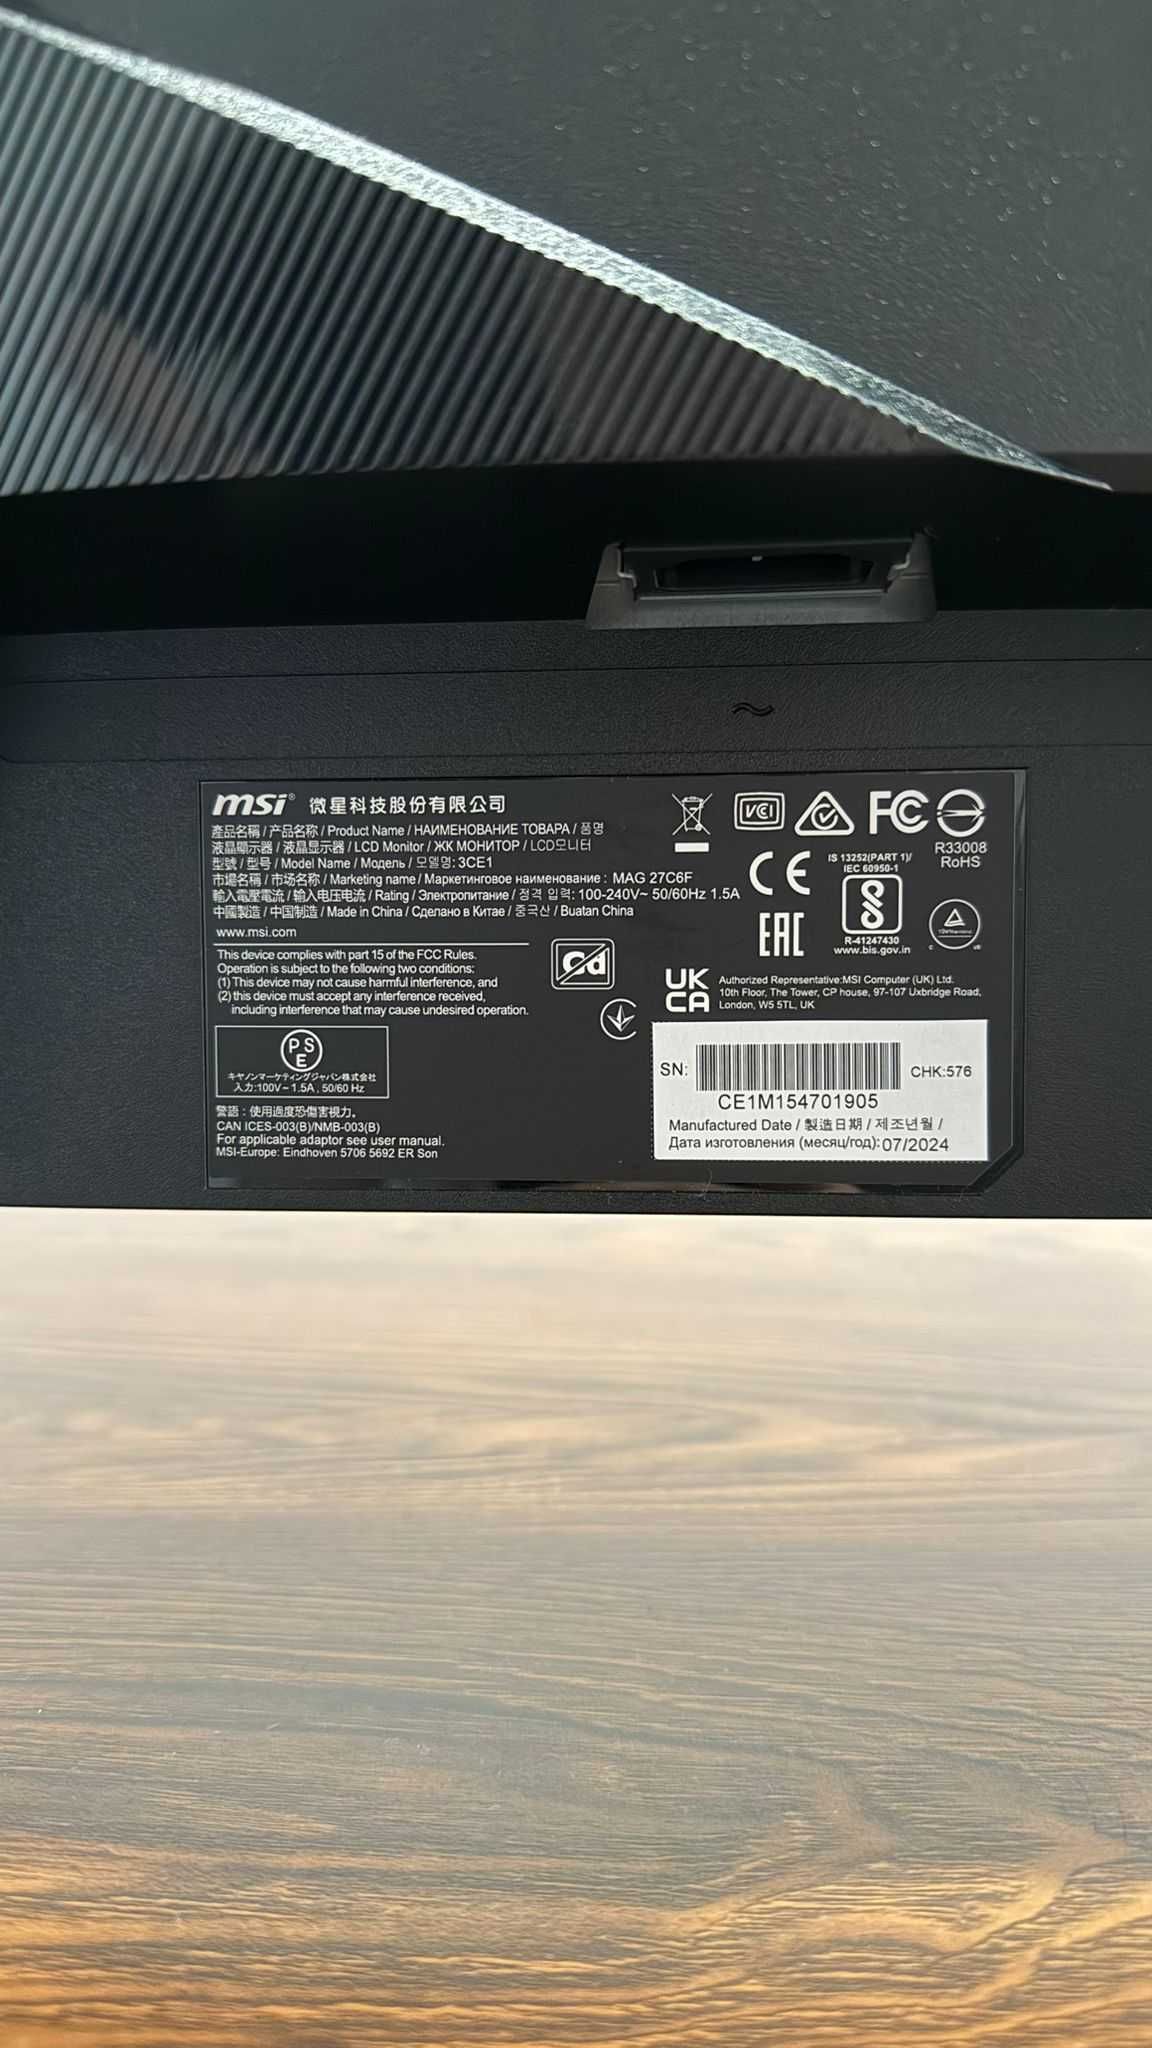 msi® 微星科技股份有限公司
產品名稱 / 产品名称 / Product Name / НАИМЕНОВАНИЕ ТОВАРА / 품명
液晶顯示器 / 液晶显示器 / LCD Monitor / ЖК МОНИТОР / LCD모니터
型號 / 型号 / Model Name / Модель / 모델명: 3CE1
市場名稱 / 市场名称 / Marketing name / Маркетинговое наименование : MAG 27C6F
輸入電壓電流 / 输入电压电流 / Rating / Электропитание / 정격 입력: 100-240V~ 50/60Hz 1.5A
中國製造 / 中国制造 / Made in China / Сделано в Китае / 중국산 / Buatan China
www.msi.com
This device complies with part 15 of the FCC Rules.
Operation is subject to the following two conditions:
(1) This device may not cause harmful interference, and
(2) this device must accept any interference received,
including interference that may cause undesired operation.
PSE
キヤノンマーケティングジャパン株式会社
入力:100V~1.5A , 50/60 Hz
警語 : 使用過度恐傷害視力。
CAN ICES-003(B)/NMB-003(B)
For applicable adaptor see user manual.
MSI-Europe: Eindhoven 5706 5692 ER Son
Cd
VCI
FC
R33008
RoHS
CE
IS 13252(PART 1)/
IEC 60950-1
R-41247430
www.bis.gov.in
EAC
UK
CA
Authorized Representative:MSI Computer (UK) Ltd.
10th Floor, The Tower, CP house, 97-107 Uxbridge Road,
London, W5 5TL, UK
SN:
CHK:576
CE1M154701905
Manufactured Date / 製造日期 / 제조년월 /
Дата изготовления (месяц/год): 07/2024